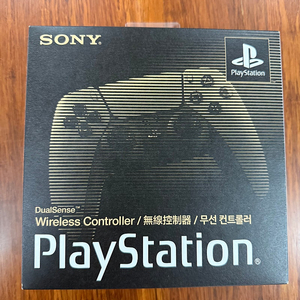 SONY®
PlayStation
DualSense™
Wireless Controller / 無線控制器 / 무선 컨트롤러
PlayStation®